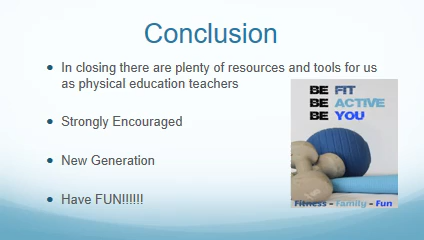 Conclusion
In closing there are plenty of resources and tools for us
as physical education teachers
Strongly Encouraged
New Generation
Have FUN!!!!!!
BE FIT
BE ACTIVE
BE YOU
Fitness - Family - Fun